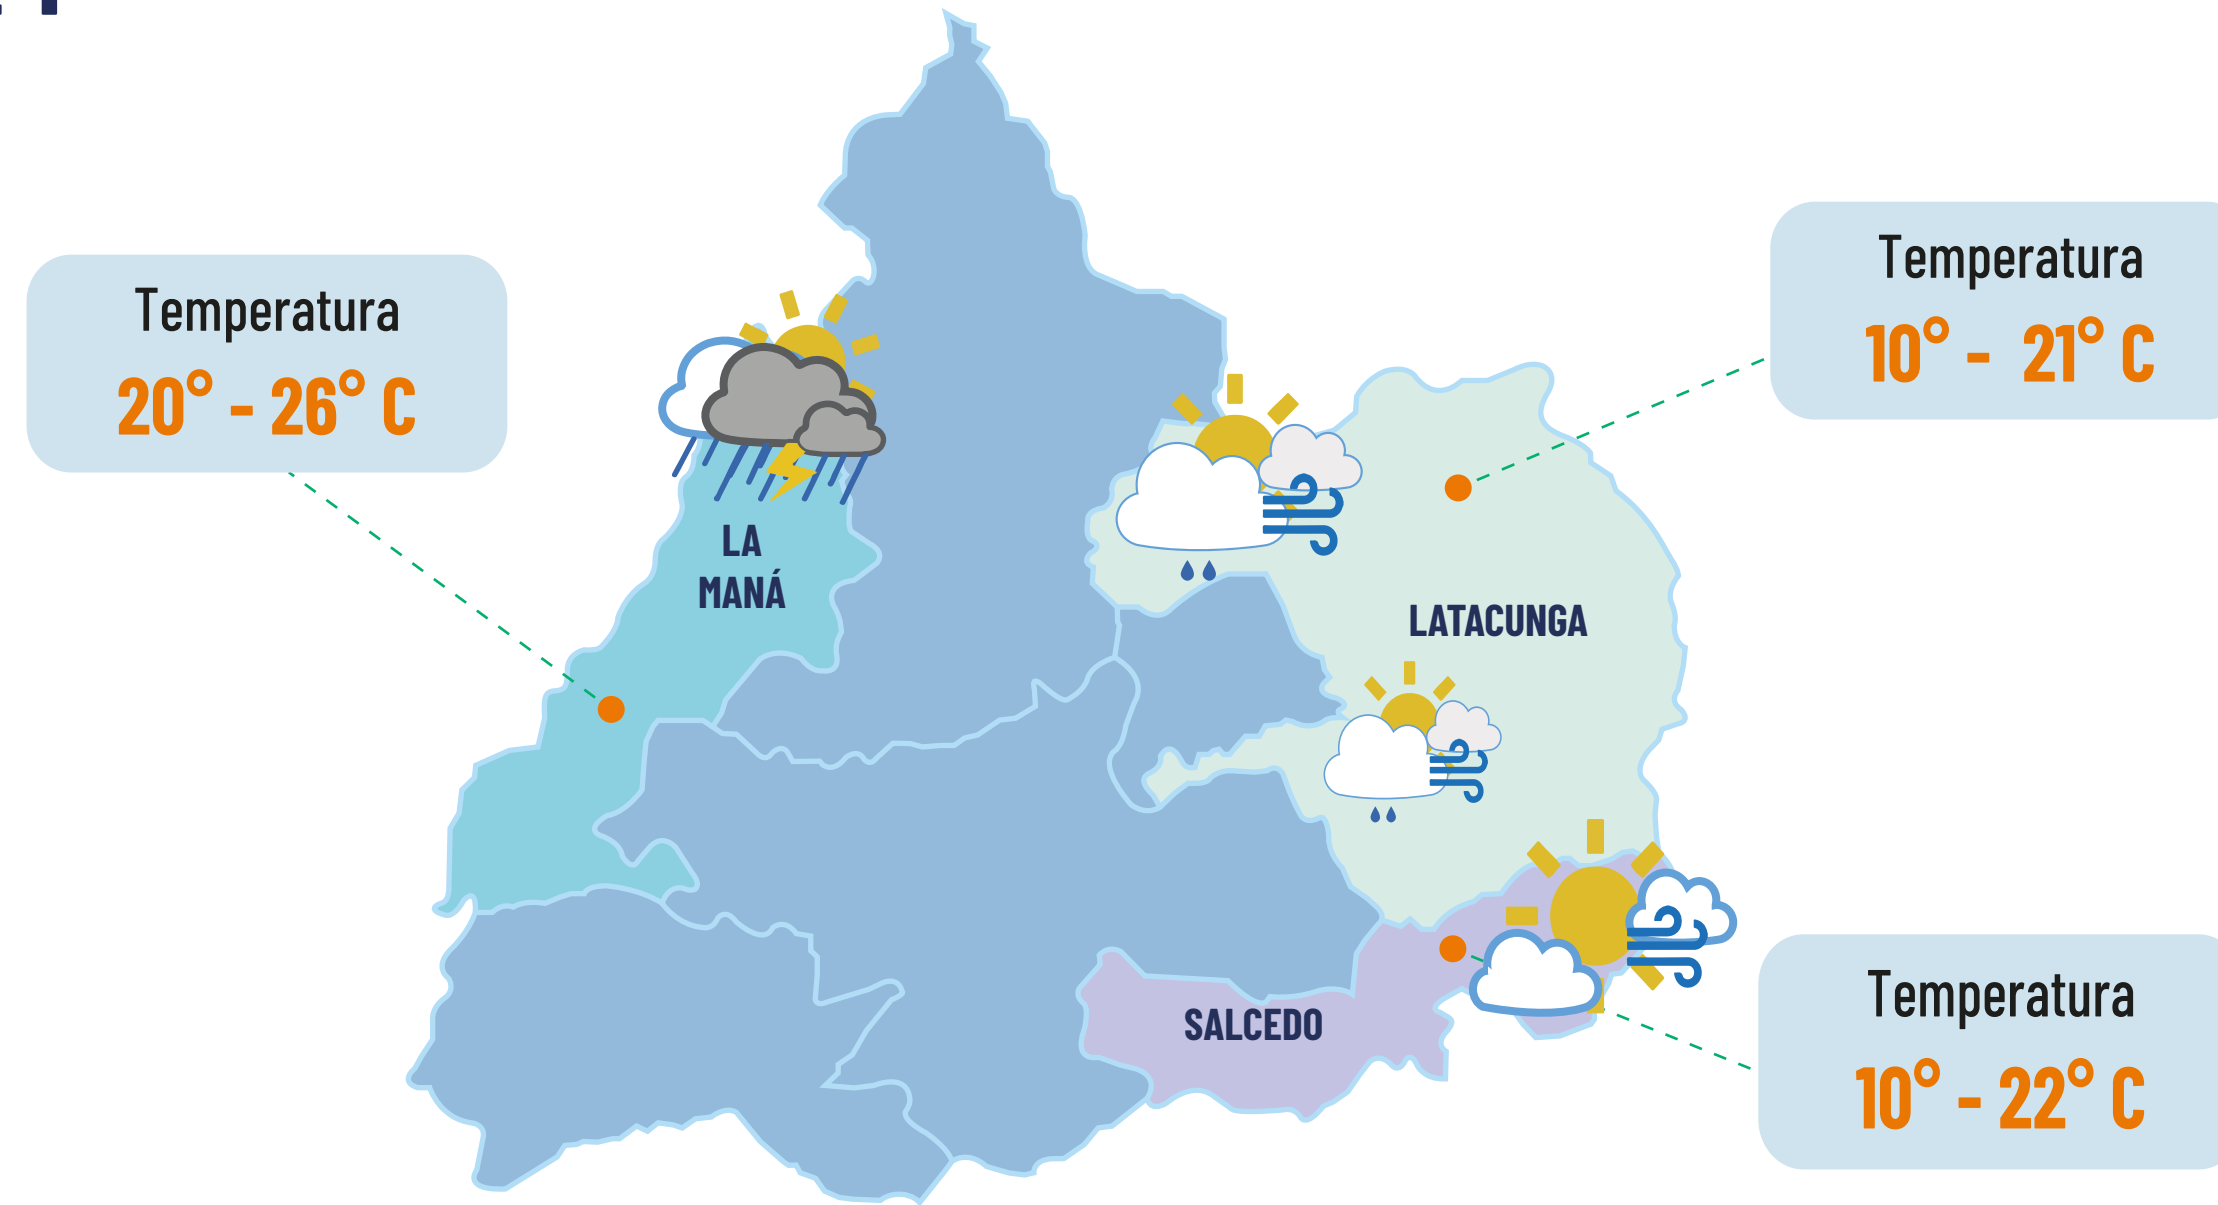 Temperatura
20° - 26° C
Temperatura
10° - 21° C
LA
MANÁ
LATACUNGA
SALCEDO
Temperatura
10° - 22° C